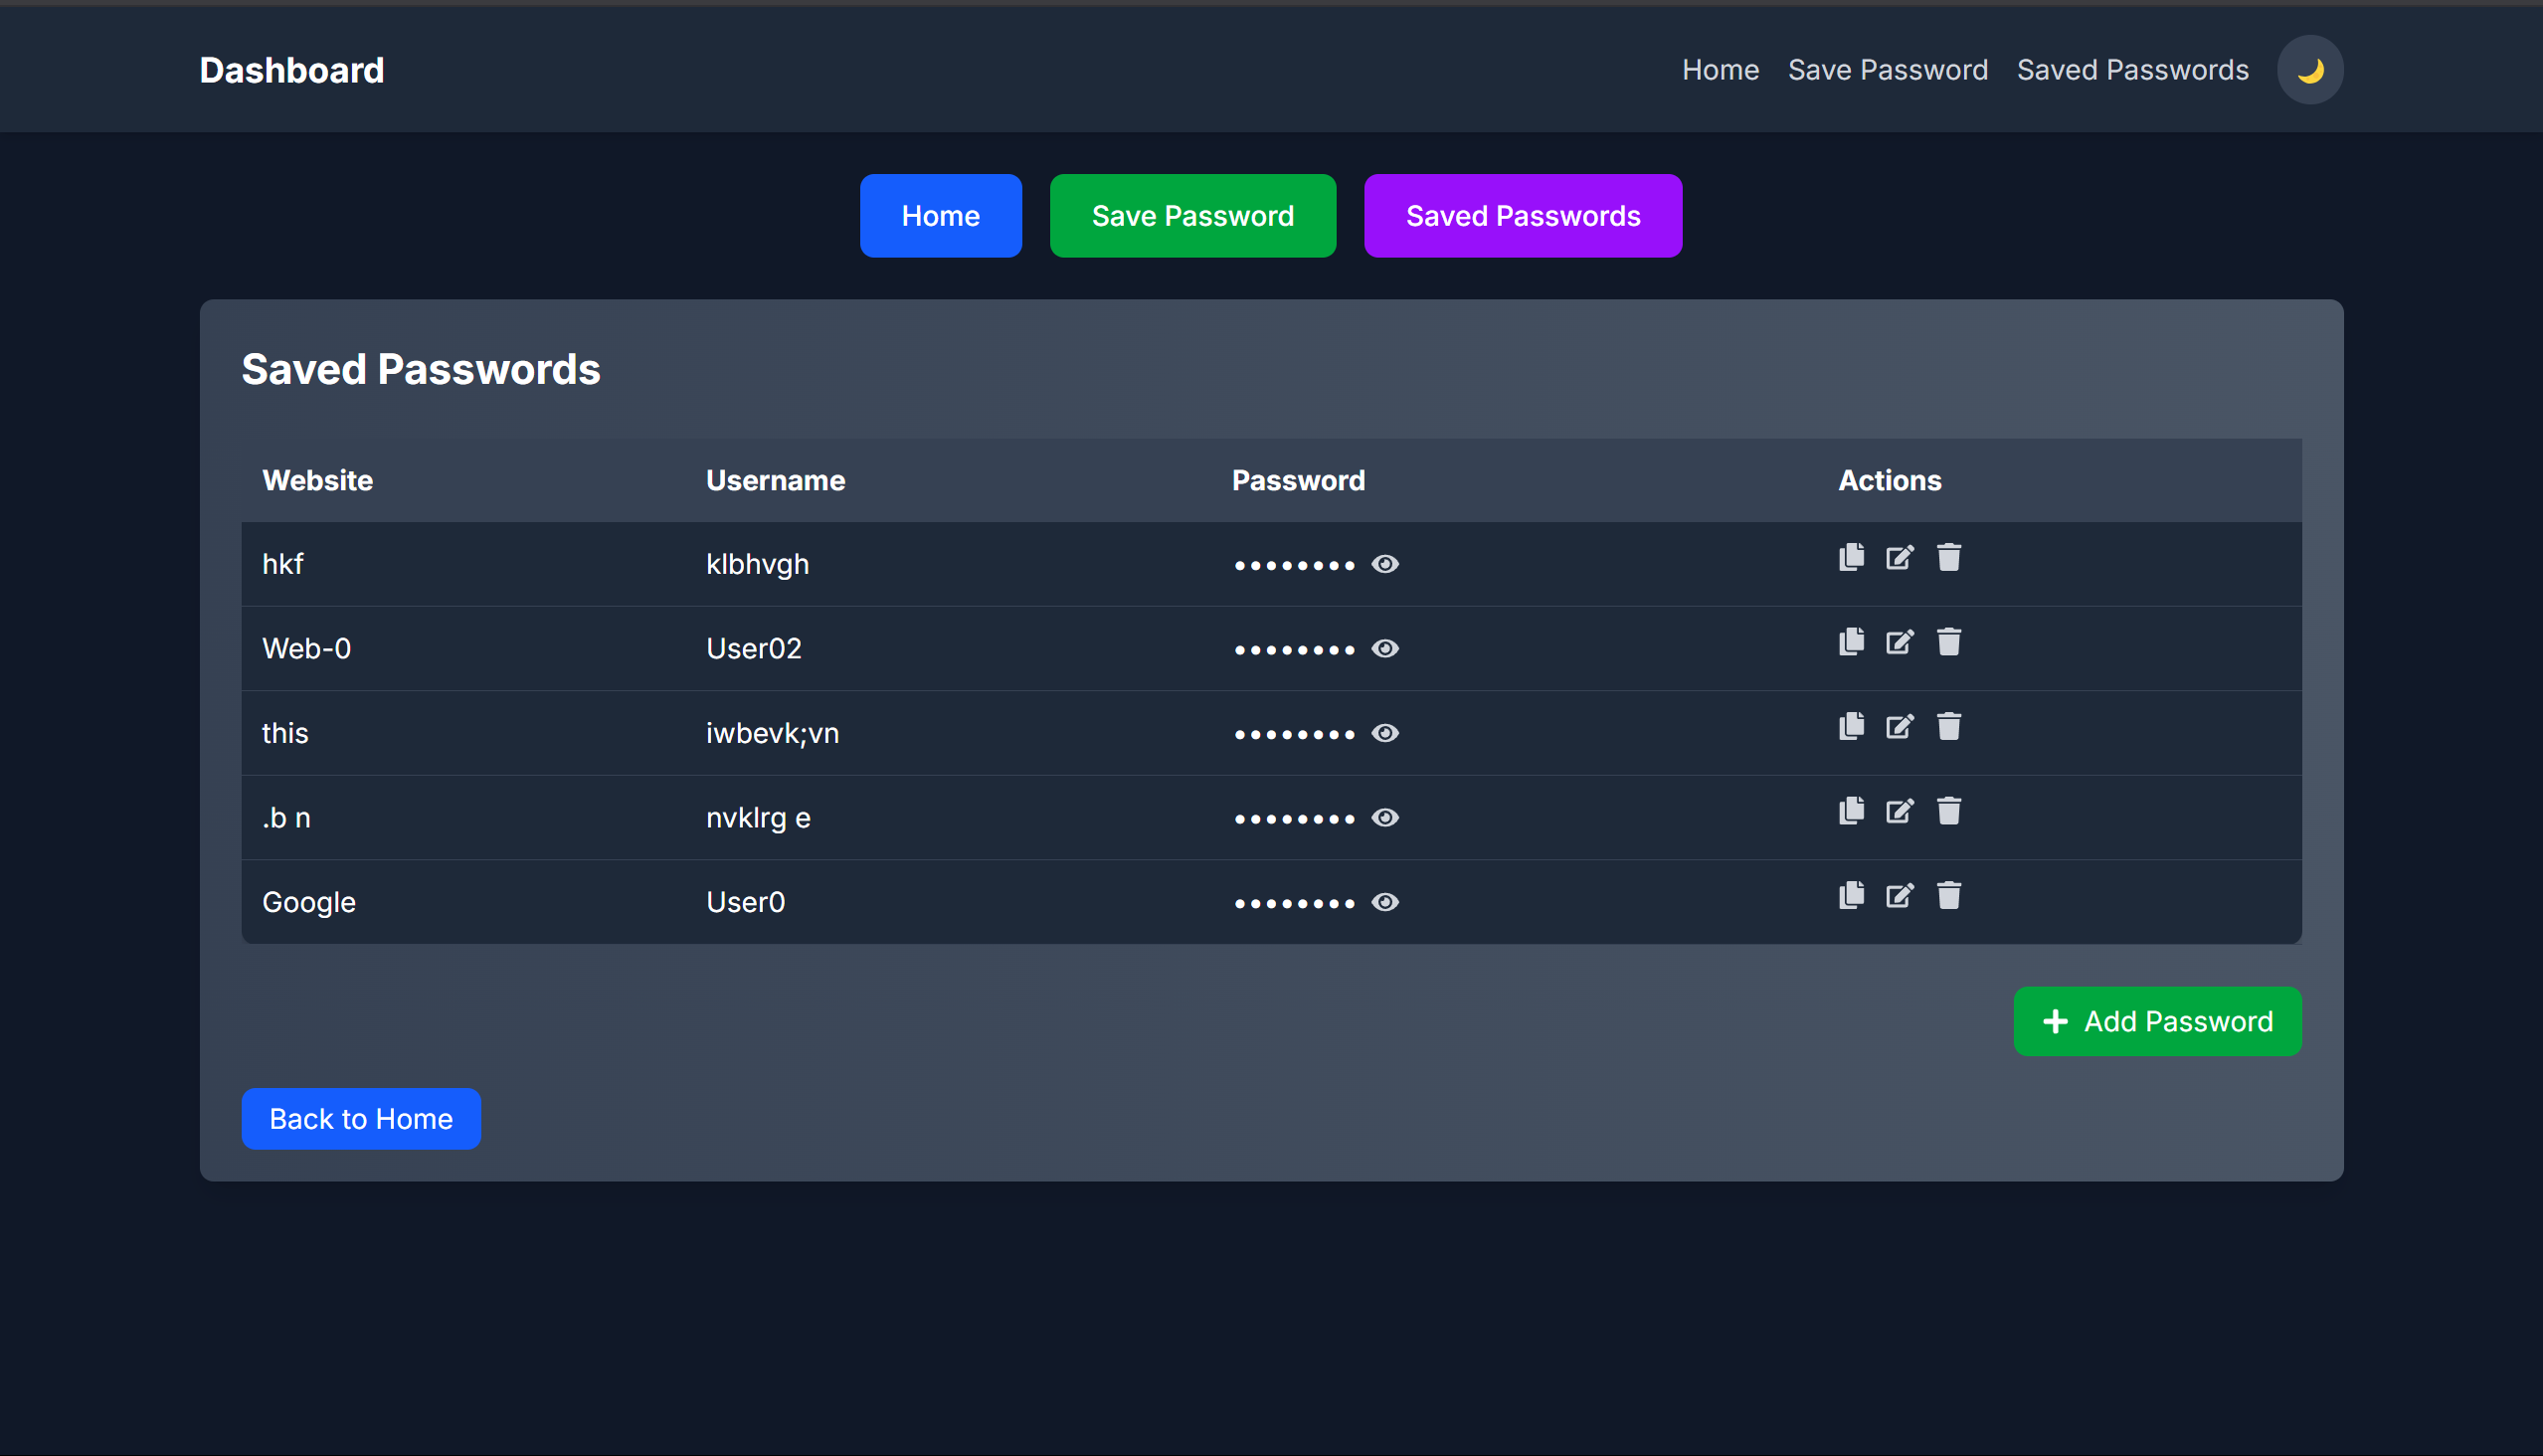 Dashboard Home Save Password Saved Passwords
Home Save Password Saved Passwords
Saved Passwords
Website Username Password Actions
hkf klbhvgh ••••••••
Web-0 User02 ••••••••
this iwbevk;vn ••••••••
.b n nvklrg e ••••••••
Google User0 ••••••••
Add Password
Back to Home